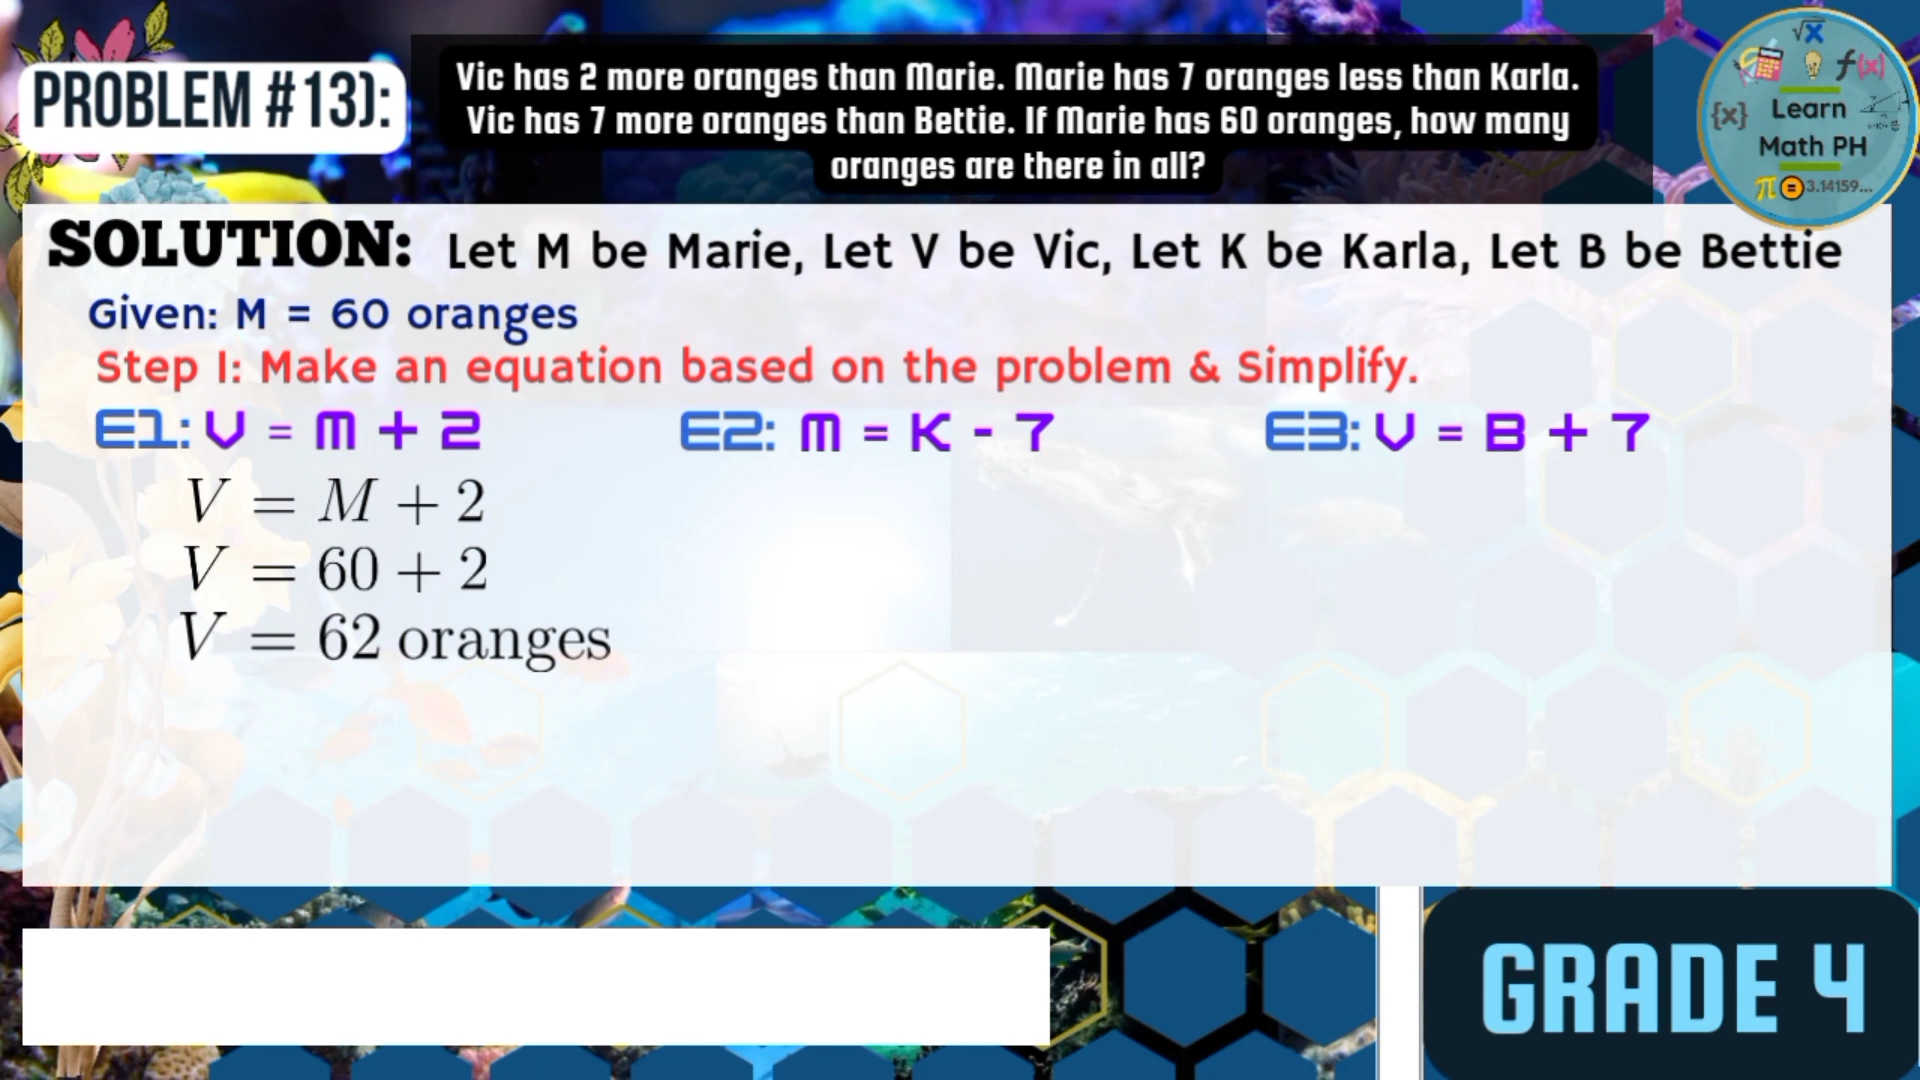 PROBLEM #13):
Vic has 2 more oranges than Marie. Marie has 7 oranges less than Karla.
Vic has 7 more oranges than Bettie. If Marie has 60 oranges, how many
oranges are there in all?
√x
f(x)
{x}
Learn
Math PH
π = 3.14159...
SOLUTION: Let M be Marie, Let V be Vic, Let K be Karla, Let B be Bettie
Given: M = 60 oranges
Step 1: Make an equation based on the problem & Simplify.
E1: V = M + 2
E2: M = K - 7
E3: V = B + 7
V = M + 2
V = 60 + 2
V = 62 oranges
GRADE 4